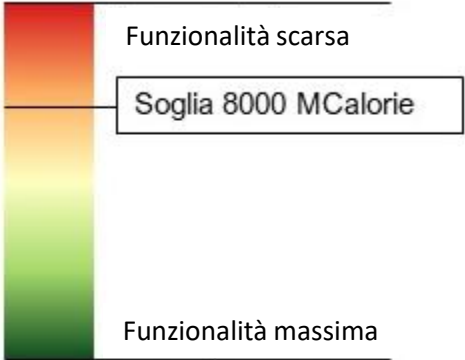 Funzionalità scarsa
Soglia 8000 MCalorie
Funzionalità massima